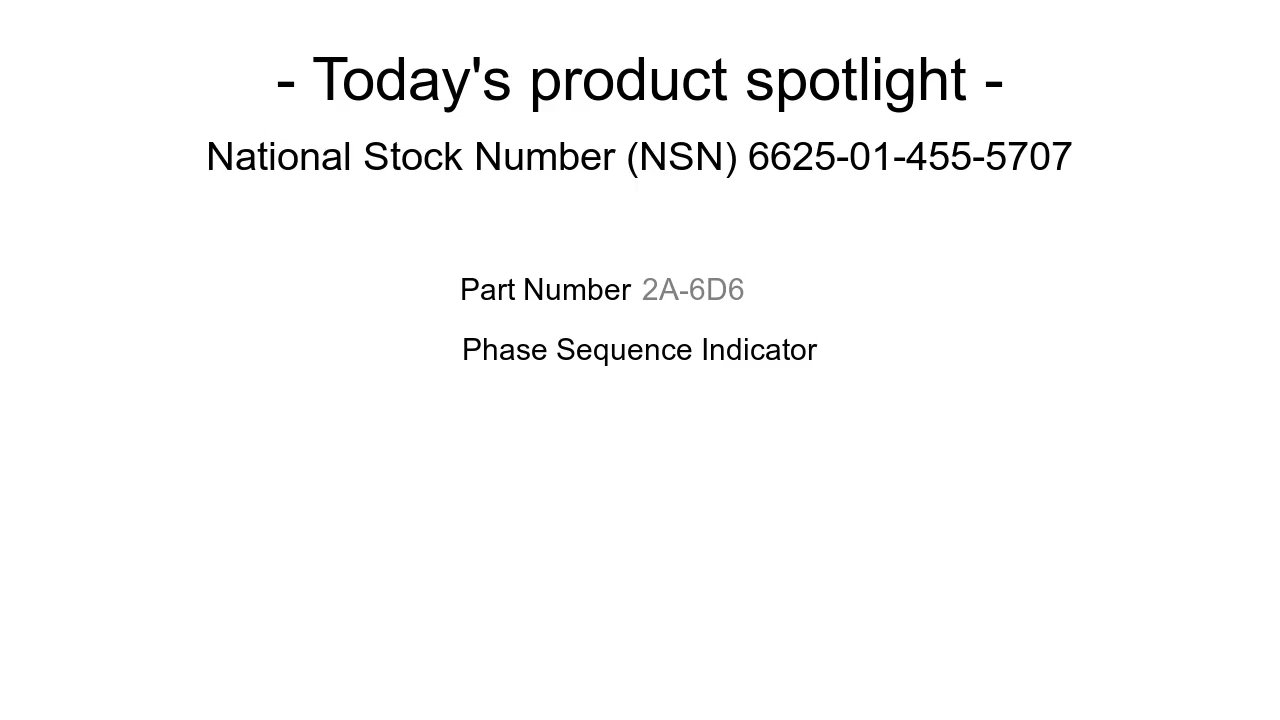 - Today's product spotlight -
National Stock Number (NSN) 6625-01-455-5707
Part Number 2A-6D6
Phase Sequence Indicator